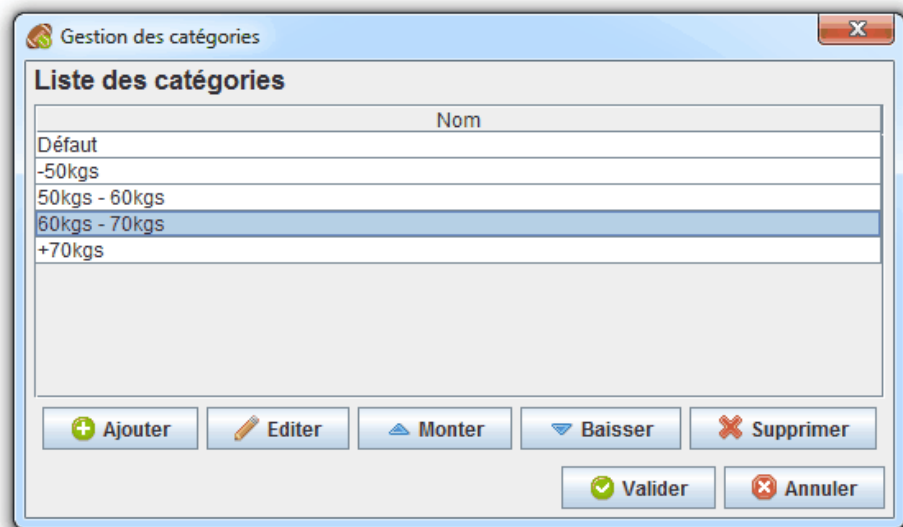 Gestion des catégories
Liste des catégories
Nom
Défaut
-50kgs
50kgs - 60kgs
60kgs - 70kgs
+70kgs
Ajouter Editer Monter Baisser Supprimer
Valider Annuler